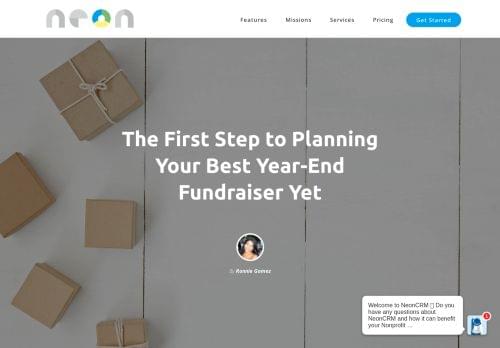 neon
Features Missions Services Pricing Get Started
The First Step to Planning
Your Best Year-End
Fundraiser Yet
By Ronnie Gomez
Welcome to NeonCRM ▯ Do you
have any questions about
NeonCRM and how it can benefit
your Nonprofit ...
1